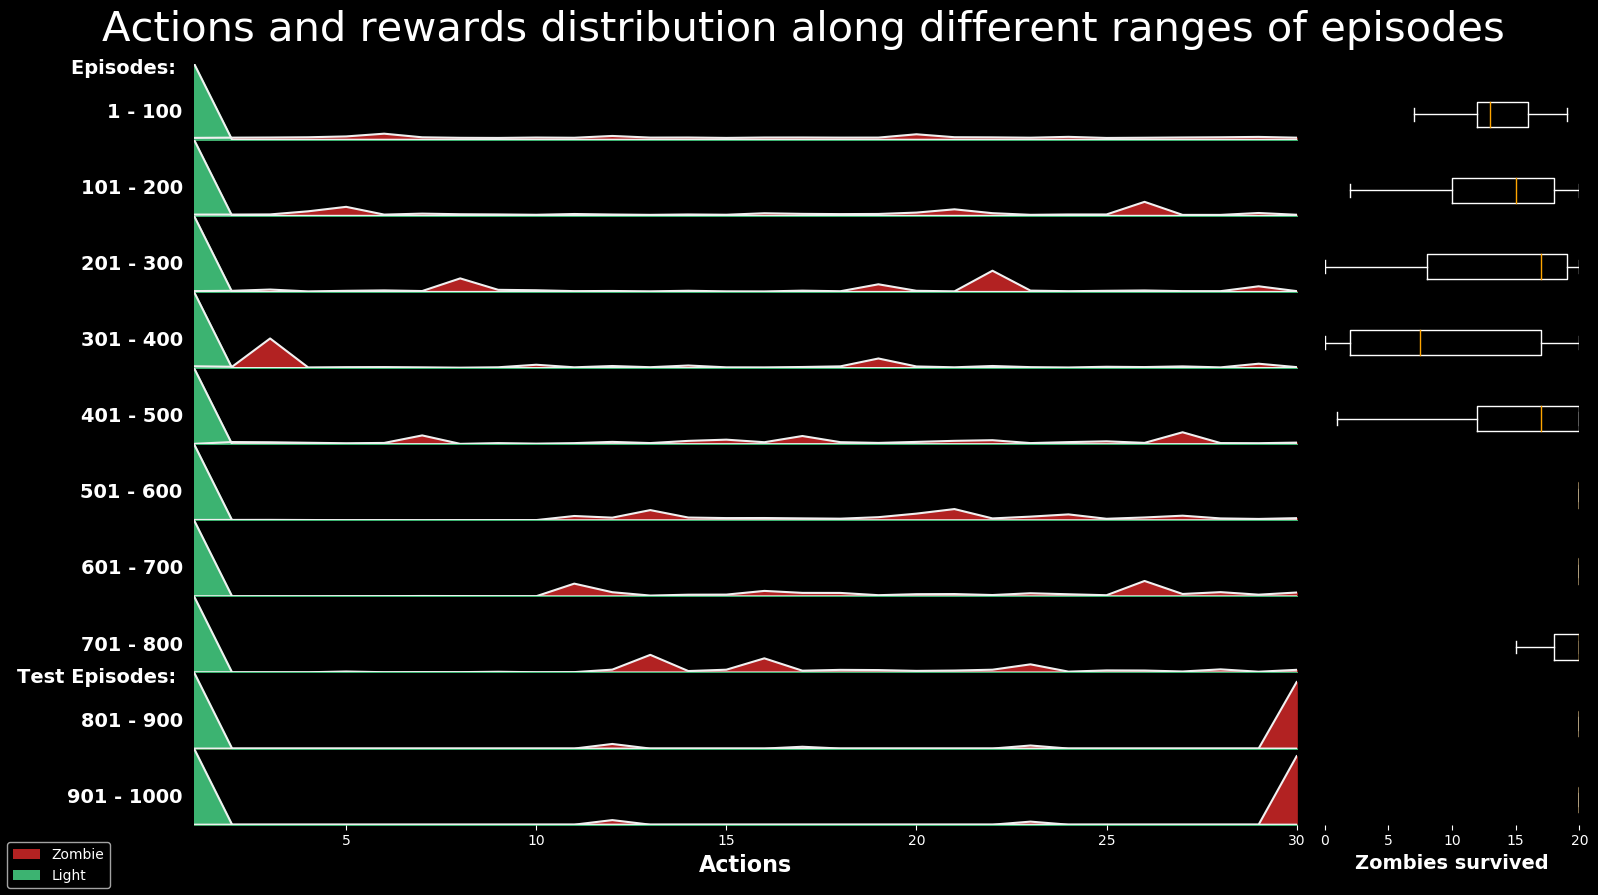 Actions and rewards distribution along different ranges of episodes
Episodes:
1 - 100
101 - 200
201 - 300
301 - 400
401 - 500
501 - 600
601 - 700
701 - 800
Test Episodes:
801 - 900
901 - 1000
5 10 15 20 25 30
Actions
0 5 10 15 20
Zombies survived
Zombie
Light